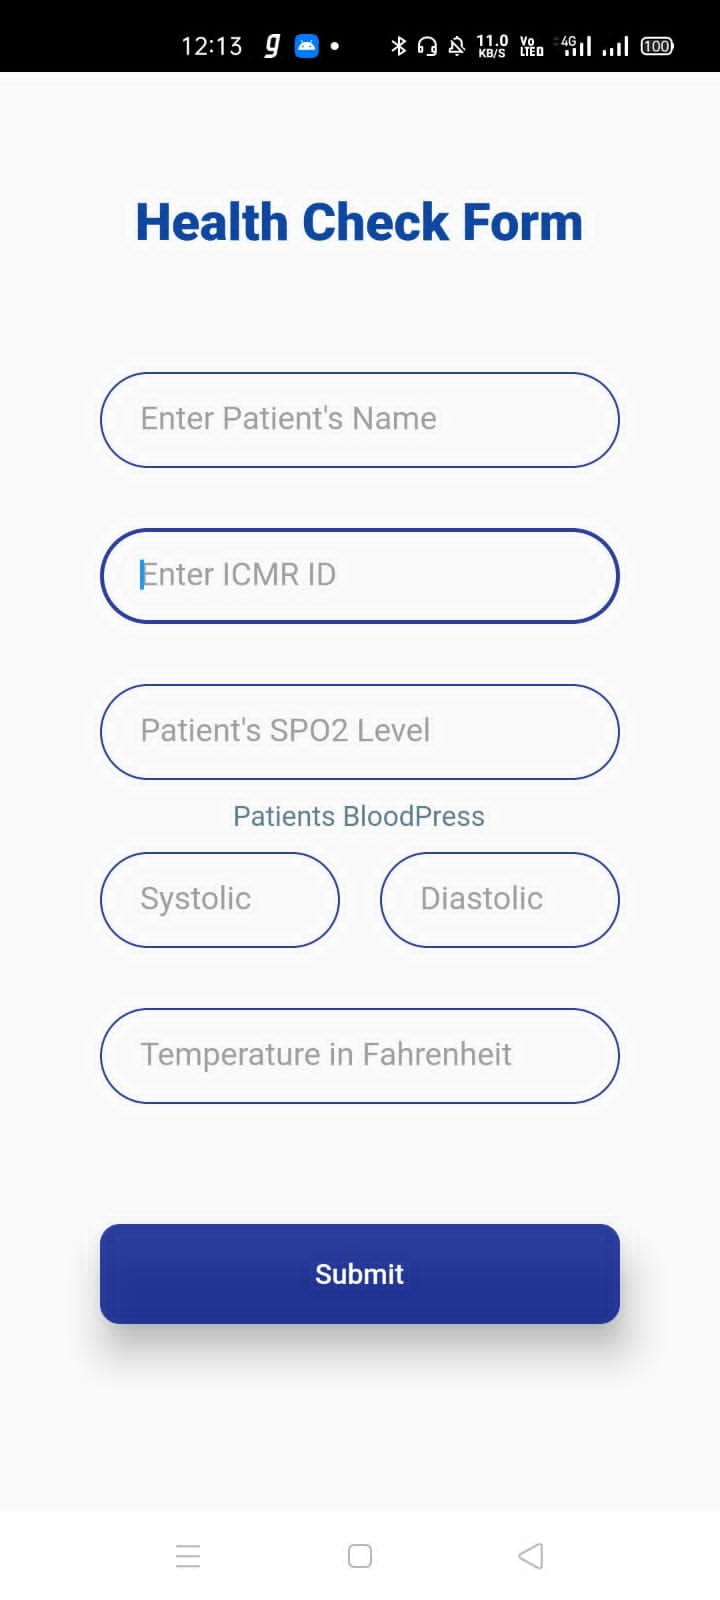 12:13 g 11.0 KB/S Vo LTED 4G 100
Health Check Form
Enter Patient's Name
Enter ICMR ID
Patient's SPO2 Level
Patients BloodPress
Systolic Diastolic
Temperature in Fahrenheit
Submit